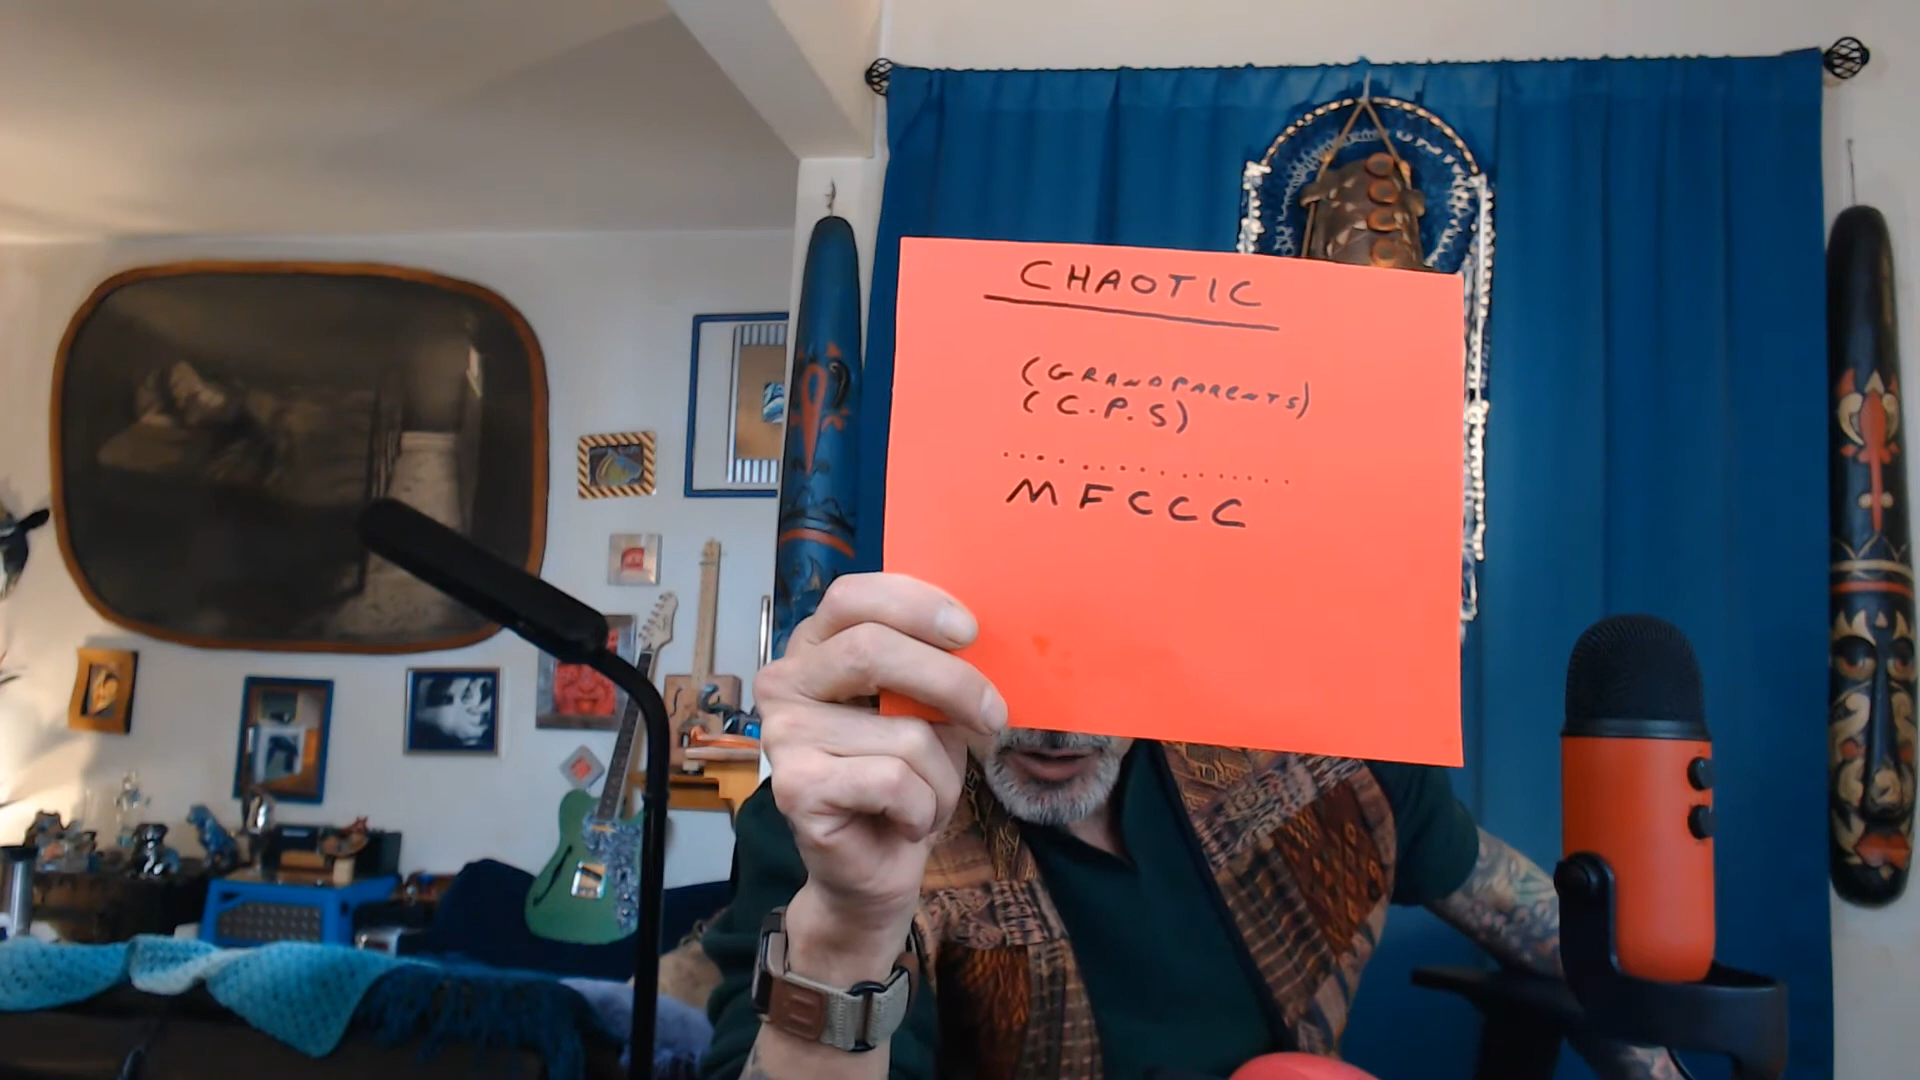 CHAOTIC
(GRANDPARENTS)
(C.P.S)
....................
MFCCC